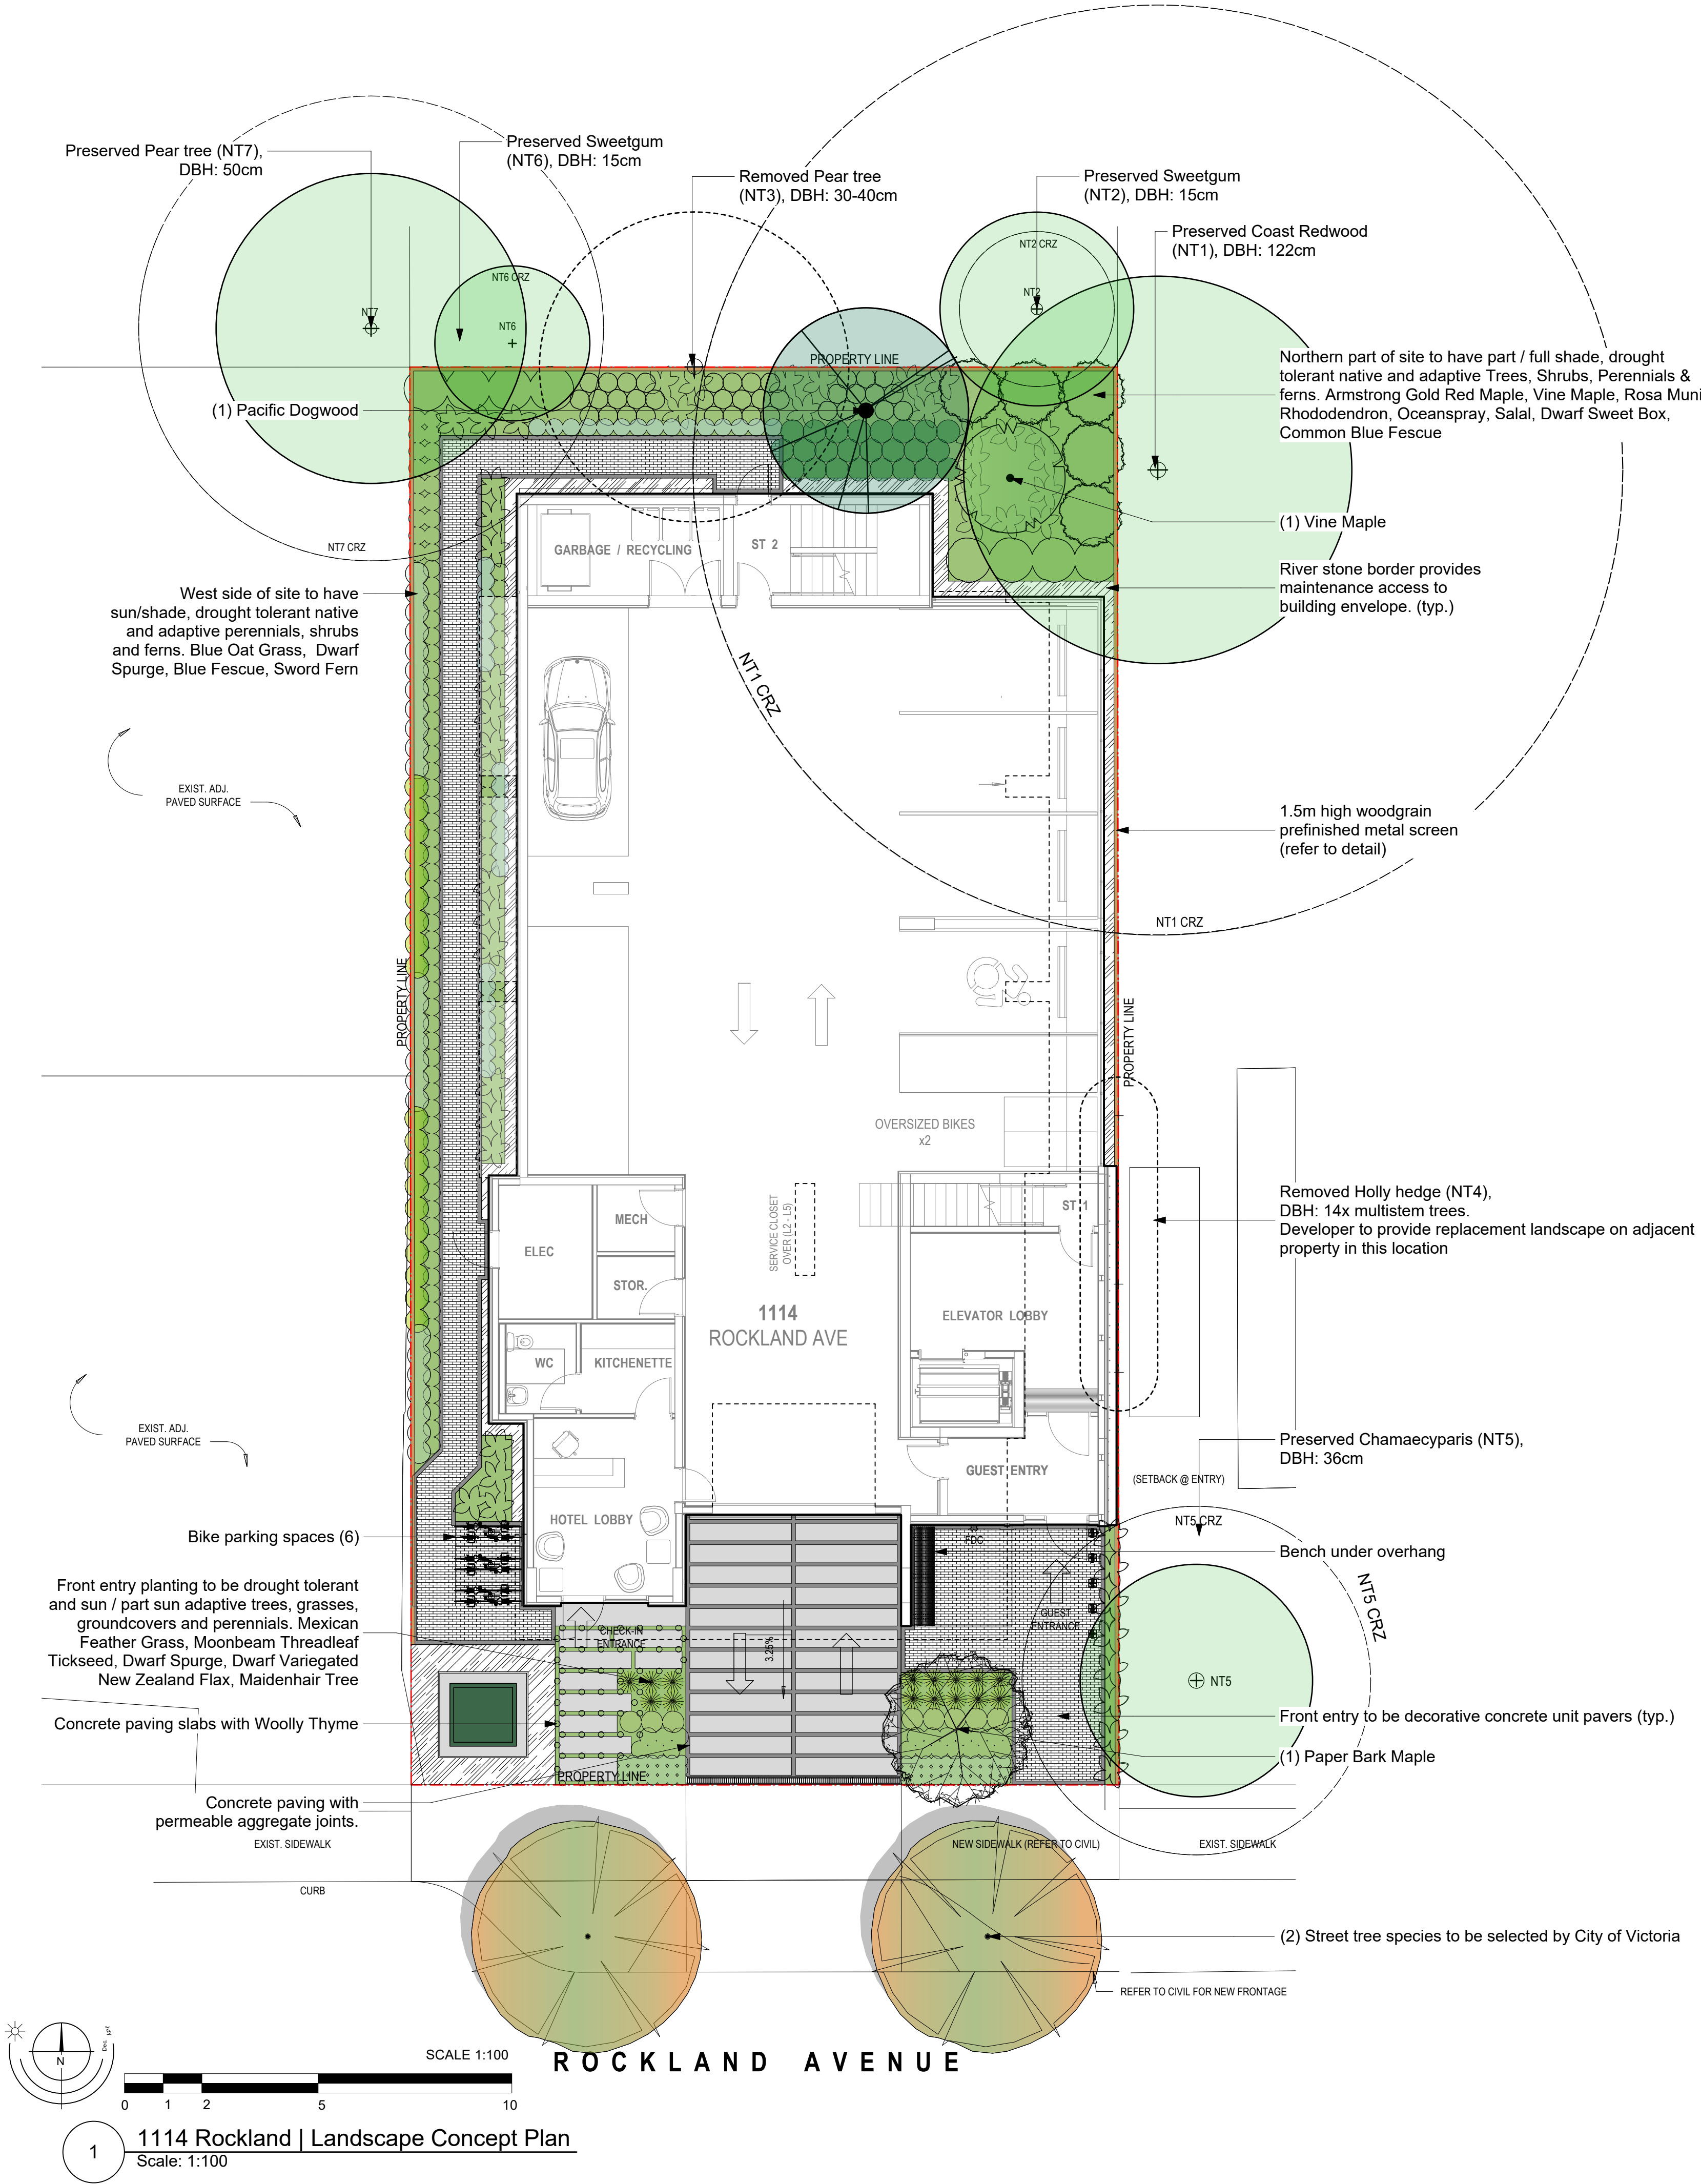 Preserved Pear tree (NT7),
DBH: 50cm
Preserved Sweetgum
(NT6), DBH: 15cm
Removed Pear tree
(NT3), DBH: 30-40cm
Preserved Sweetgum
(NT2), DBH: 15cm
Preserved Coast Redwood
(NT1), DBH: 122cm
NT2 CRZ
NT6 CRZ
NT2
NT7
NT6
PROPERTY LINE
Northern part of site to have part / full shade, drought
tolerant native and adaptive Trees, Shrubs, Perennials &
ferns. Armstrong Gold Red Maple, Vine Maple, Rosa Muni
Rhododendron, Oceanspray, Salal, Dwarf Sweet Box,
Common Blue Fescue
(1) Pacific Dogwood
(1) Vine Maple
NT7 CRZ
GARBAGE / RECYCLING
ST 2
River stone border provides
maintenance access to
building envelope. (typ.)
West side of site to have
sun/shade, drought tolerant native
and adaptive perennials, shrubs
and ferns. Blue Oat Grass, Dwarf
Spurge, Blue Fescue, Sword Fern
NT1 CRZ
EXIST. ADJ.
PAVED SURFACE
1.5m high woodgrain
prefinished metal screen
(refer to detail)
NT1 CRZ
PROPERTY LINE
PROPERTY LINE
OVERSIZED BIKES
x2
MECH
ELEC
STOR.
SERVICE CLOSET
OVER (L2 - L5)
ST 1
Removed Holly hedge (NT4),
DBH: 14x multistem trees.
Developer to provide replacement landscape on adjacent
property in this location
1114
ROCKLAND AVE
ELEVATOR LOBBY
WC
KITCHENETTE
EXIST. ADJ.
PAVED SURFACE
Preserved Chamaecyparis (NT5),
DBH: 36cm
GUEST ENTRY
(SETBACK @ ENTRY)
HOTEL LOBBY
NT5 CRZ
Bike parking spaces (6)
FDC
Bench under overhang
Front entry planting to be drought tolerant
and sun / part sun adaptive trees, grasses,
groundcovers and perennials. Mexican
Feather Grass, Moonbeam Threadleaf
Tickseed, Dwarf Spurge, Dwarf Variegated
New Zealand Flax, Maidenhair Tree
NT5 CRZ
GUEST
ENTRANCE
CHECK-IN
ENTRANCE
3.25%
NT5
Concrete paving slabs with Woolly Thyme
Front entry to be decorative concrete unit pavers (typ.)
(1) Paper Bark Maple
PROPERTY LINE
Concrete paving with
permeable aggregate joints.
EXIST. SIDEWALK
NEW SIDEWALK (REFER TO CIVIL)
EXIST. SIDEWALK
CURB
(2) Street tree species to be selected by City of Victoria
REFER TO CIVIL FOR NEW FRONTAGE
N
Dec.
SCALE 1:100
ROCKLAND AVENUE
0 1 2 5 10
1
1114 Rockland | Landscape Concept Plan
Scale: 1:100